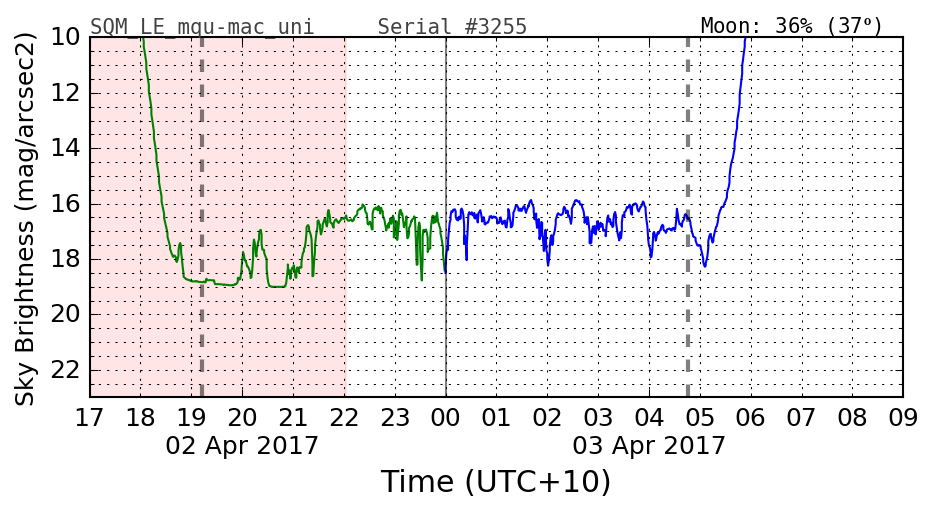 SQM_LE_mqu-mac_uni Serial #3255 Moon: 36% (37º)
Sky Brightness (mag/arcsec2)
10
12
14
16
18
20
22
17 18 19 20 21 22 23 00 01 02 03 04 05 06 07 08 09
02 Apr 2017 03 Apr 2017
Time (UTC+10)